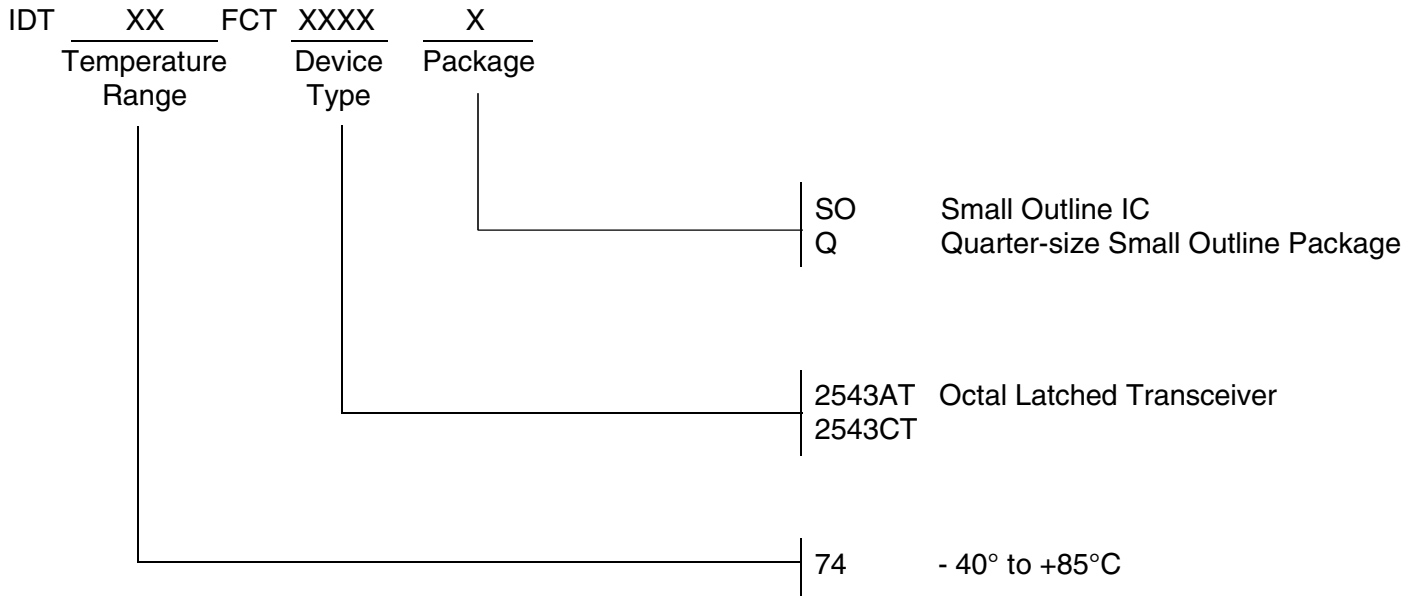 IDT XX FCT XXXX X
Temperature Range
Device Type
Package
SO Small Outline IC
Q Quarter-size Small Outline Package
2543AT Octal Latched Transceiver
2543CT
74 - 40° to +85°C